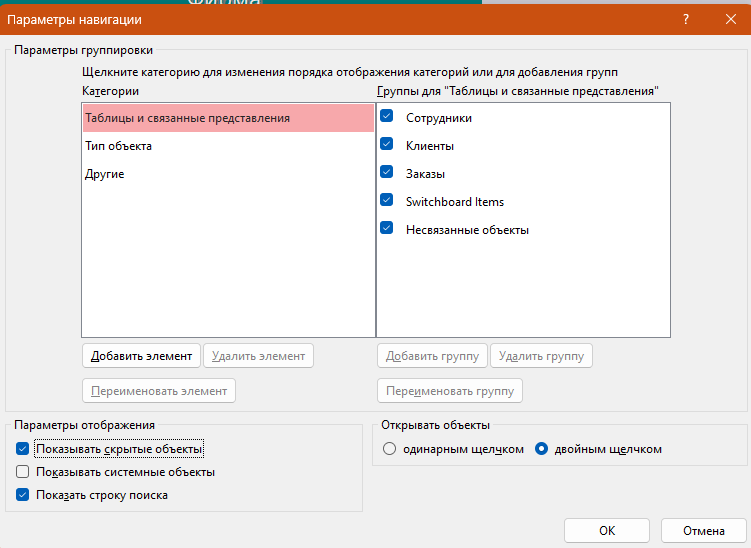 Фирма
Параметры навигации
?
Параметры группировки
Щелкните категорию для изменения порядка отображения категорий или для добавления групп
Категории
Группы для "Таблицы и связанные представления"
Таблицы и связанные представления
Тип объекта
Другие
Сотрудники
Клиенты
Заказы
Switchboard Items
Несвязанные объекты
Добавить элемент
Удалить элемент
Добавить группу
Удалить группу
Переименовать элемент
Переименовать группу
Параметры отображения
Показывать скрытые объекты
Показывать системные объекты
Показать строку поиска
Открывать объекты
одинарным щелчком
двойным щелчком
ОК
Отмена